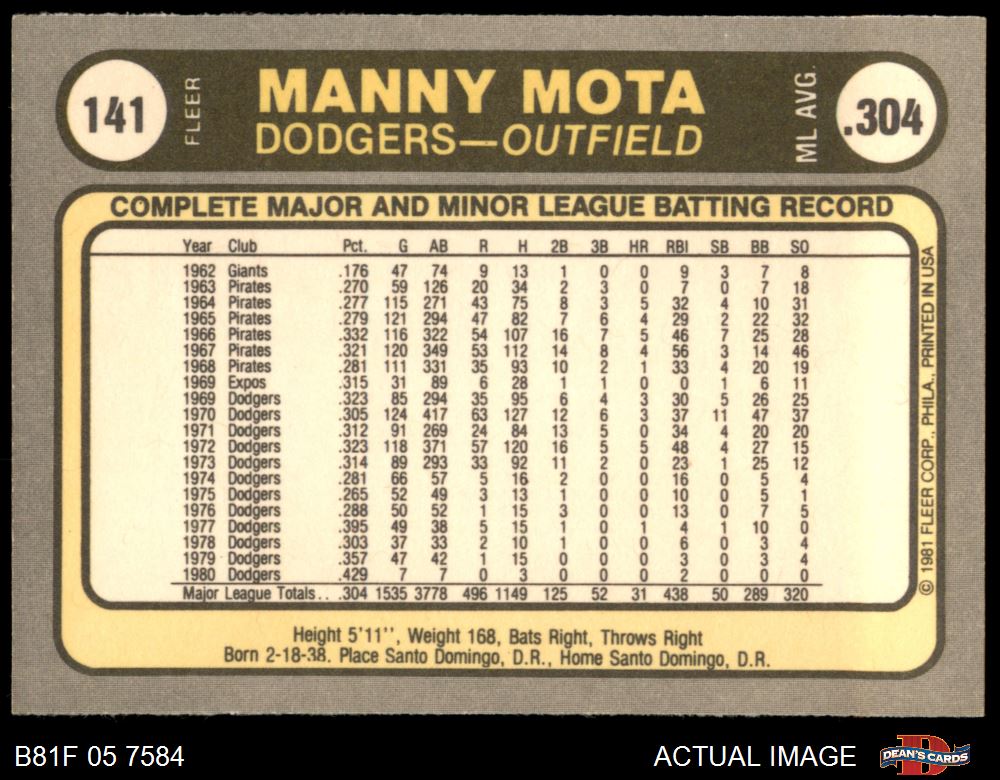 141 FLEER MANNY MOTA ML AVG. .304
DODGERS—OUTFIELD
COMPLETE MAJOR AND MINOR LEAGUE BATTING RECORD
Year Club Pct. G AB R H 2B 3B HR RBI SB BB SO
1962 Giants .176 47 74 9 13 1 0 0 9 3 7 8
1963 Pirates .270 59 126 20 34 2 3 0 7 0 7 18
1964 Pirates .277 115 271 43 75 8 3 5 32 4 10 31
1965 Pirates .279 121 294 47 82 7 6 4 29 2 22 32
1966 Pirates .332 116 322 54 107 16 7 5 46 7 25 28
1967 Pirates .321 120 349 53 112 14 8 4 56 3 14 46
1968 Pirates .281 111 331 35 93 10 2 1 33 4 20 19
1969 Expos .315 31 89 6 28 1 1 0 0 1 6 11
1969 Dodgers .323 85 294 35 95 6 4 3 30 5 26 25
1970 Dodgers .305 124 417 63 127 12 6 3 37 11 47 37
1971 Dodgers .312 91 269 24 84 13 5 0 34 4 20 20
1972 Dodgers .323 118 371 57 120 16 5 5 48 4 27 15
1973 Dodgers .314 89 293 33 92 11 2 0 23 1 25 12
1974 Dodgers .281 66 57 5 16 2 0 0 16 0 5 4
1975 Dodgers .265 52 49 3 13 1 0 0 10 0 5 1
1976 Dodgers .288 50 52 1 15 3 0 0 13 0 7 5
1977 Dodgers .395 49 38 5 15 1 0 1 4 1 10 0
1978 Dodgers .303 37 33 2 10 1 0 0 6 0 3 4
1979 Dodgers .357 47 42 1 15 0 0 0 3 0 3 4
1980 Dodgers .429 7 7 0 3 0 0 0 2 0 0 0
Major League Totals. . .304 1535 3778 496 1149 125 52 31 438 50 289 320
© 1981 FLEER CORP., PHILA., PRINTED IN USA
Height 5'11'', Weight 168, Bats Right, Throws Right
Born 2-18-38. Place Santo Domingo, D.R., Home Santo Domingo, D.R.
B81F 05 7584 ACTUAL IMAGE DEAN'S CARDS